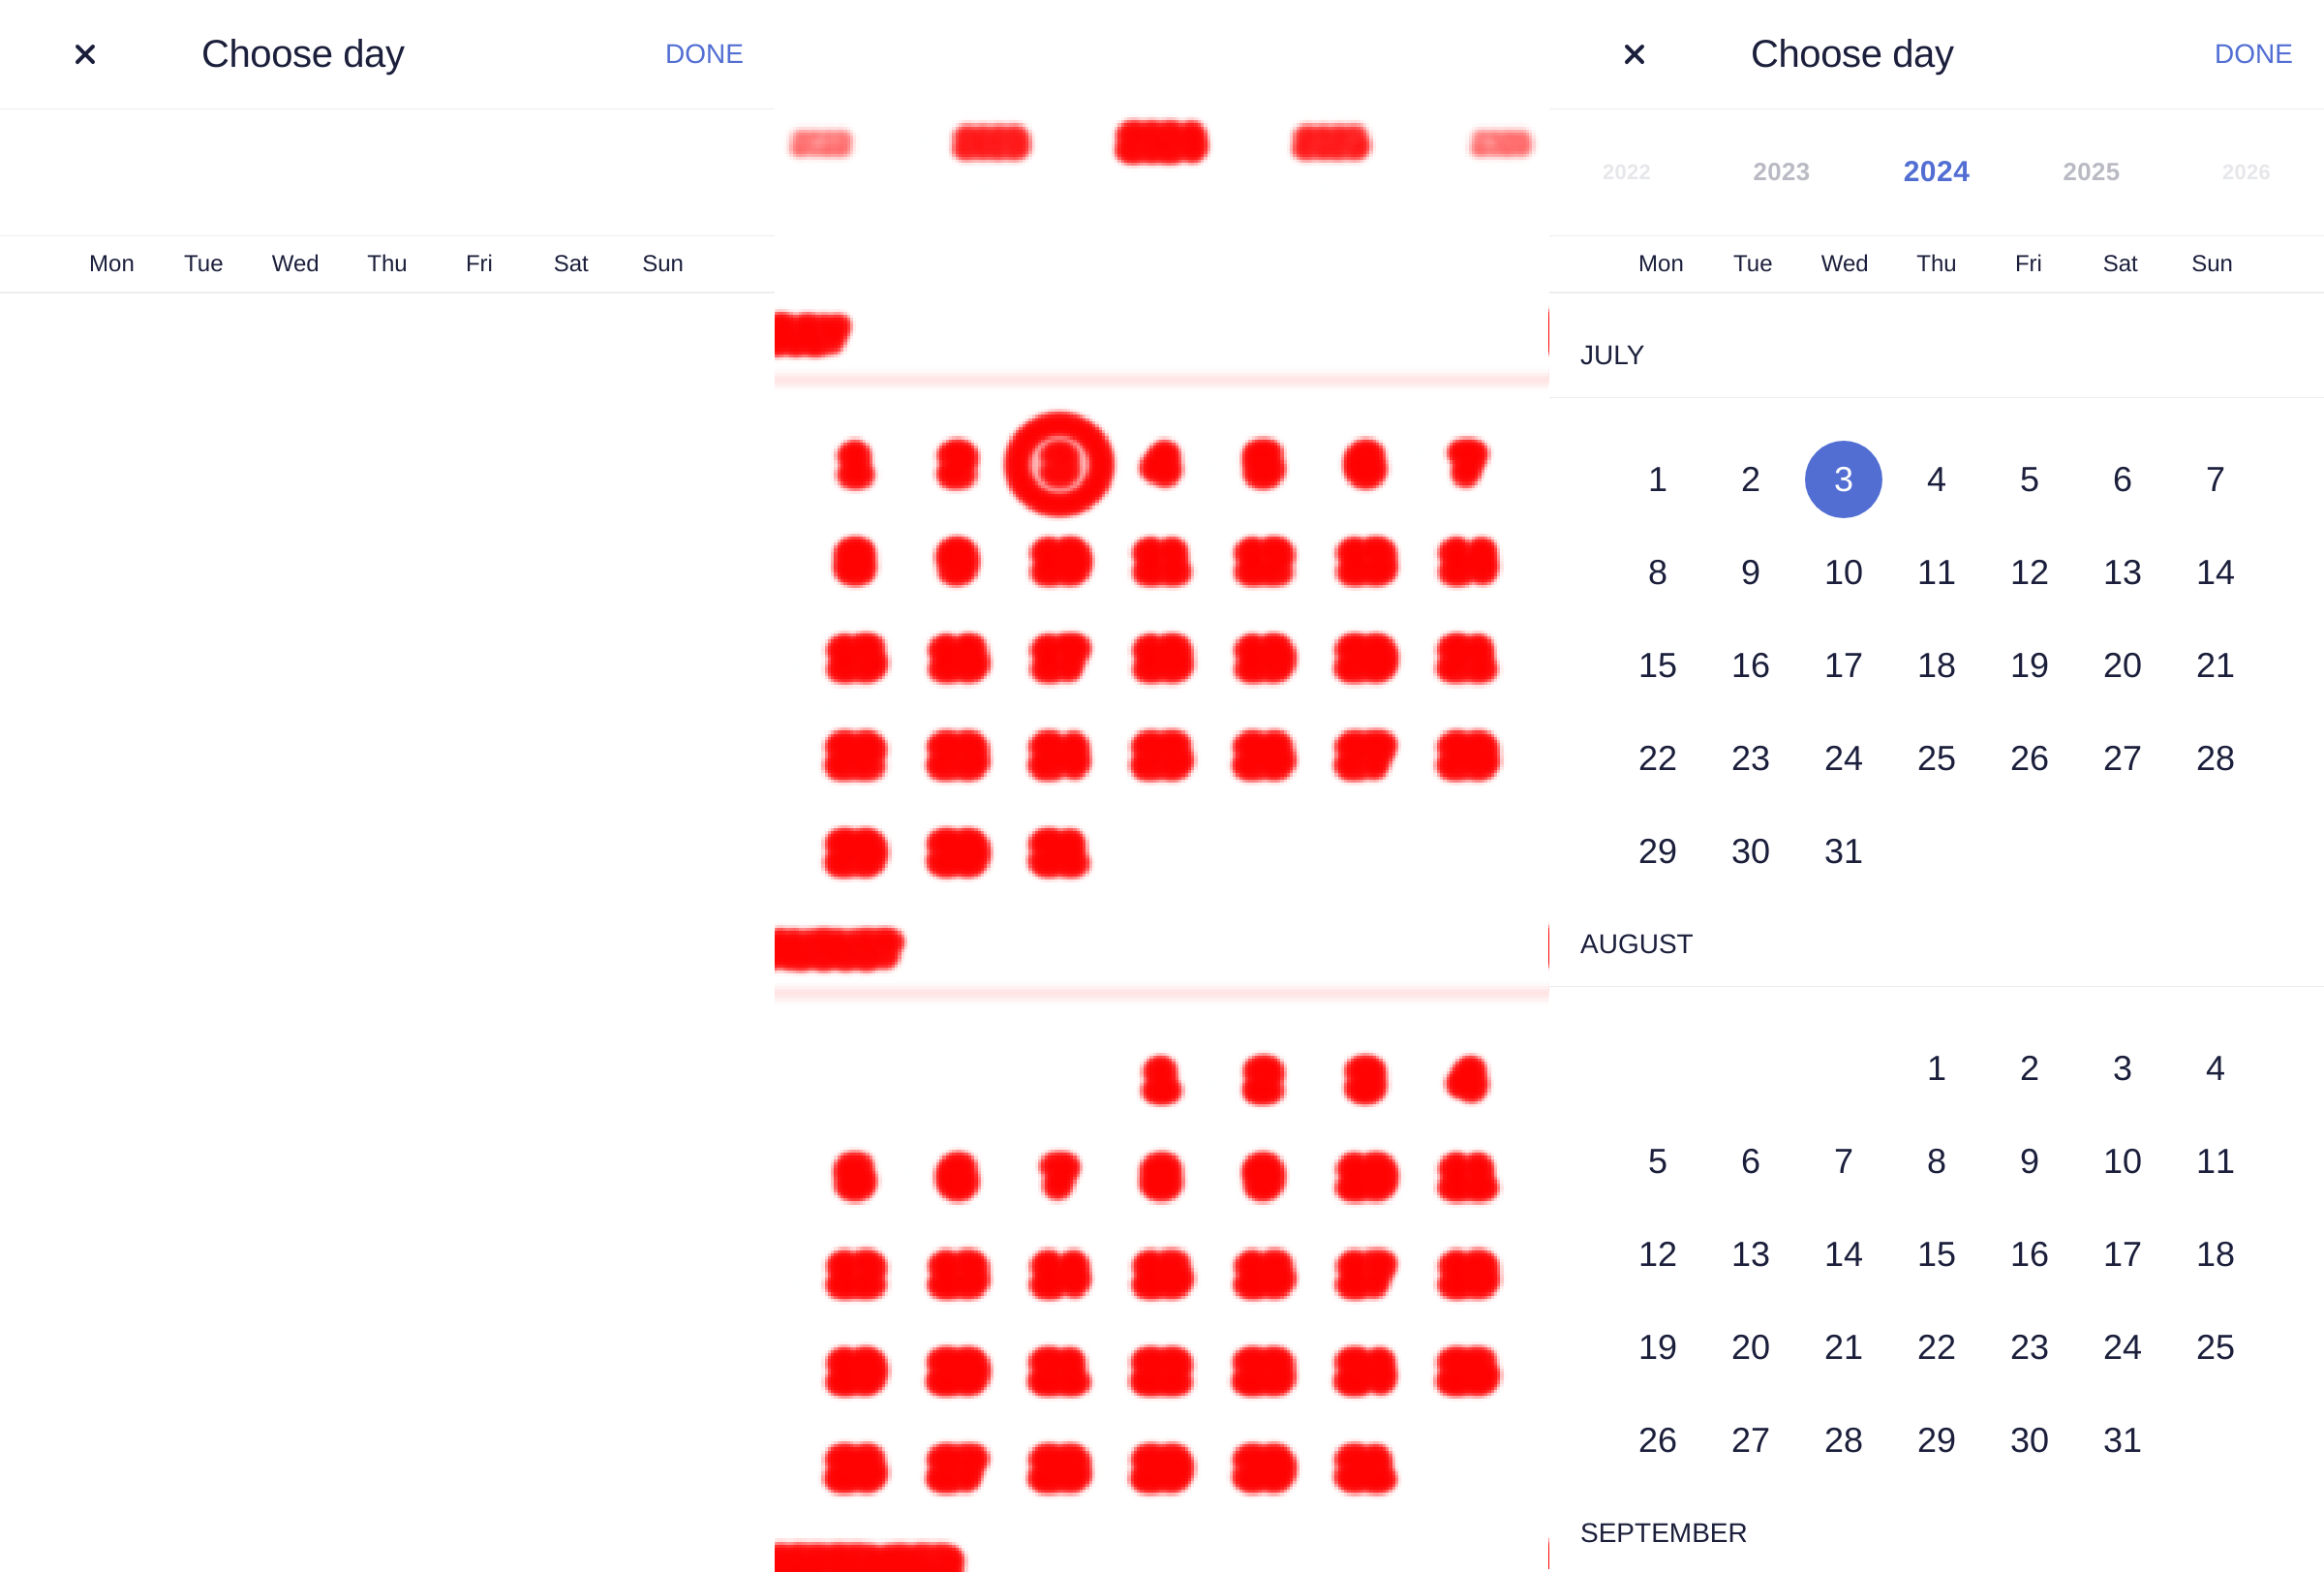 Choose day DONE
Mon Tue Wed Thu Fri Sat Sun
Choose day DONE
2022 2023 2024 2025 2026
Mon Tue Wed Thu Fri Sat Sun
JULY
1 2 3 4 5 6 7
8 9 10 11 12 13 14
15 16 17 18 19 20 21
22 23 24 25 26 27 28
29 30 31
AUGUST
1 2 3 4
5 6 7 8 9 10 11
12 13 14 15 16 17 18
19 20 21 22 23 24 25
26 27 28 29 30 31
SEPTEMBER